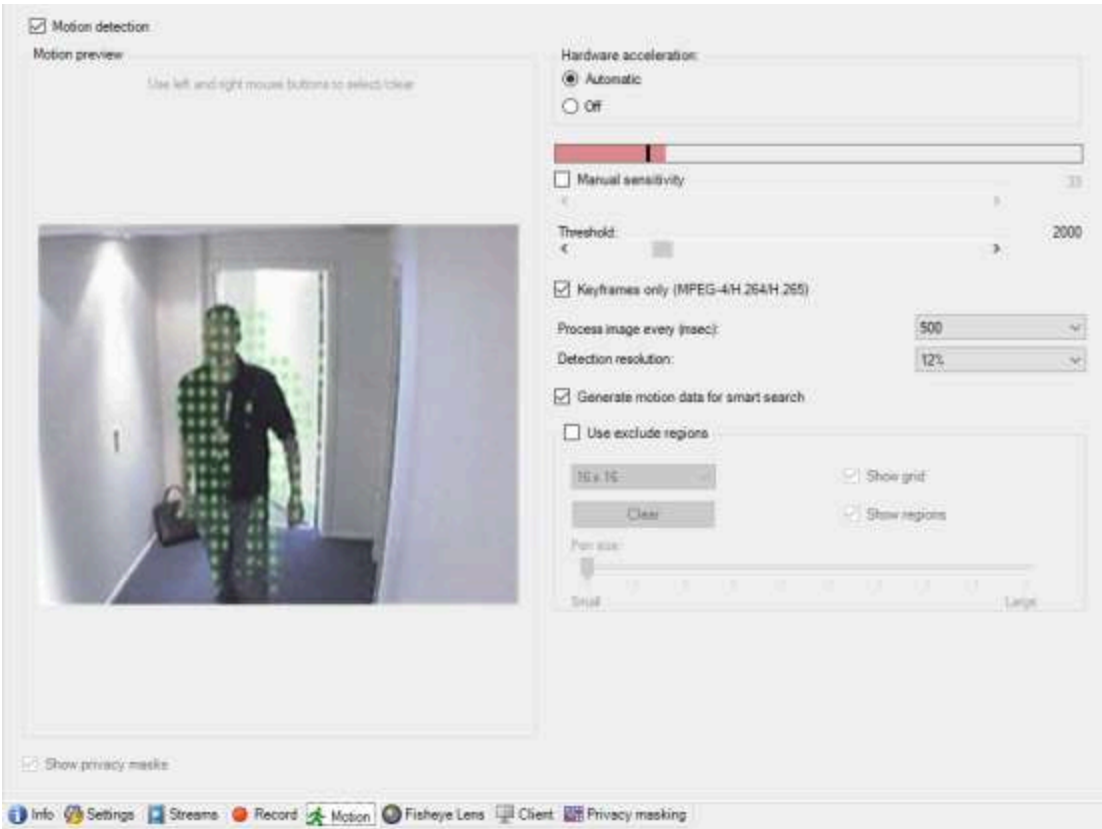 Motion detection
Motion preview
Use left and right mouse buttons to select/clear
Hardware acceleration:
Automatic
Off
Manual sensitivity
33
Threshold:
2000
Keyframes only (MPEG-4/H.264/H.265)
Process image every (msec):
500
Detection resolution:
12%
Generate motion data for smart search
Use exclude regions
16 x 16
Show grid
Clear
Show regions
Pen size:
Small
Large
Show privacy masks
Info Settings Streams Record Motion Fisheye Lens Client Privacy masking